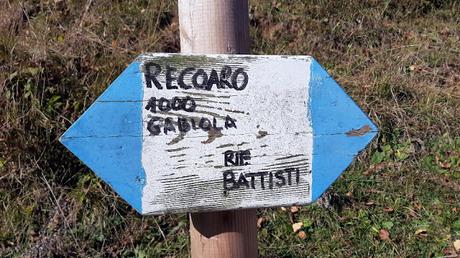 RECOARO
1000
GABIOLA
RIF
BATTISTI